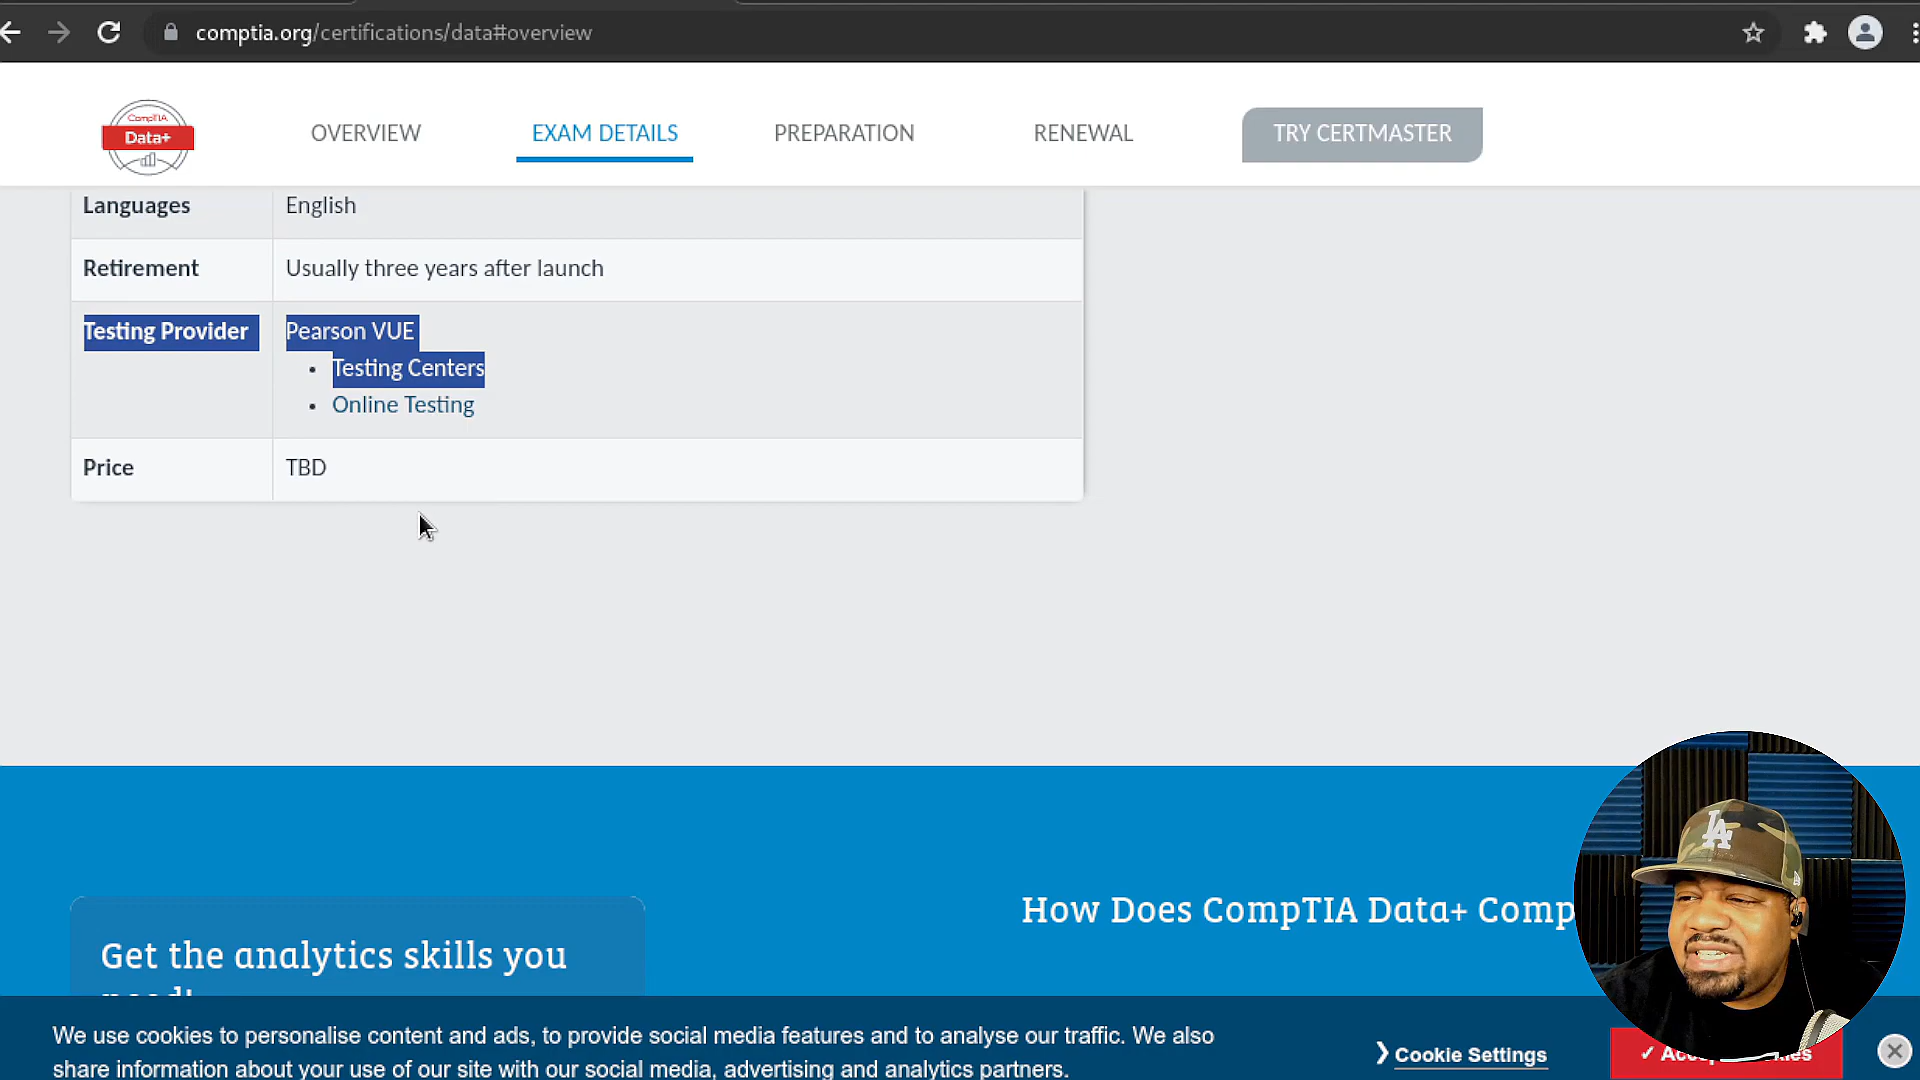 comptia.org/certifications/data#overview
CompTIA
Data+
OVERVIEW
EXAM DETAILS
PREPARATION
RENEWAL
TRY CERTMASTER
Languages English
Retirement Usually three years after launch
Testing Provider Pearson VUE
• Testing Centers
• Online Testing
Price TBD
How Does CompTIA Data+ Comp
Get the analytics skills you
need!
We use cookies to personalise content and ads, to provide social media features and to analyse our traffic. We also
share information about your use of our site with our social media, advertising and analytics partners.
Cookie Settings
LA